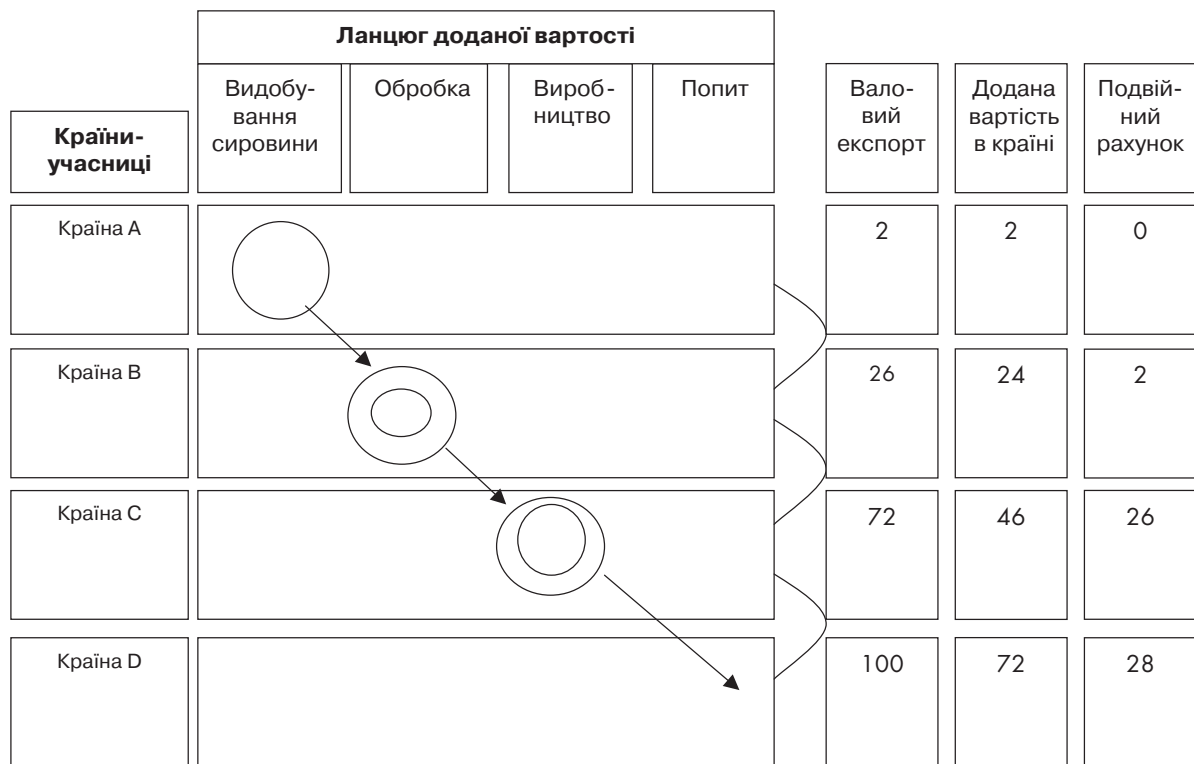 Ланцюг доданої вартості
Країни-
учасниці
Видобу-
вання
сировини
Обробка
Вироб-
ництво
Попит
Вало-
вий
експорт
Додана
вартість
в країні
Подвій-
ний
рахунок
Країна А
2
2
0
Країна В
26
24
2
Країна С
72
46
26
Країна D
100
72
28